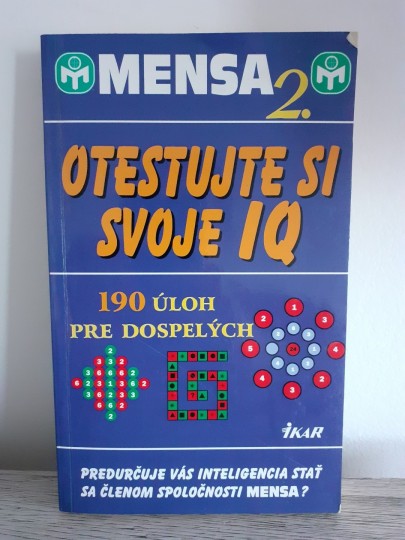 MENSA 2.
OTESTUJTE SI
SVOJE IQ
190 ÚLOH
PRE DOSPELÝCH
IKAR
PREDURČUJE VÁS INTELIGENCIA STAŤ
SA ČLENOM SPOLOČNOSTI MENSA?